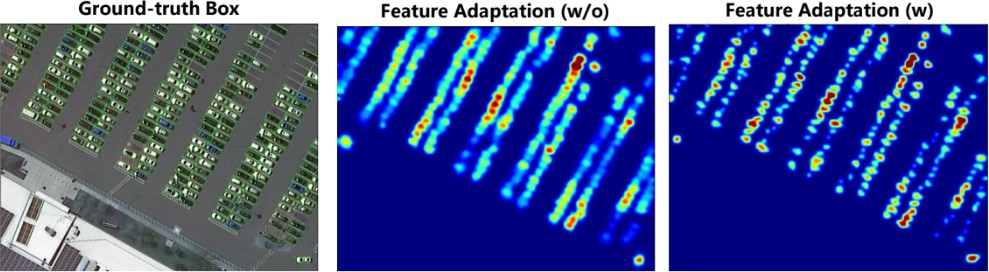 Ground-truth Box
Feature Adaptation (w/o)
Feature Adaptation (w)